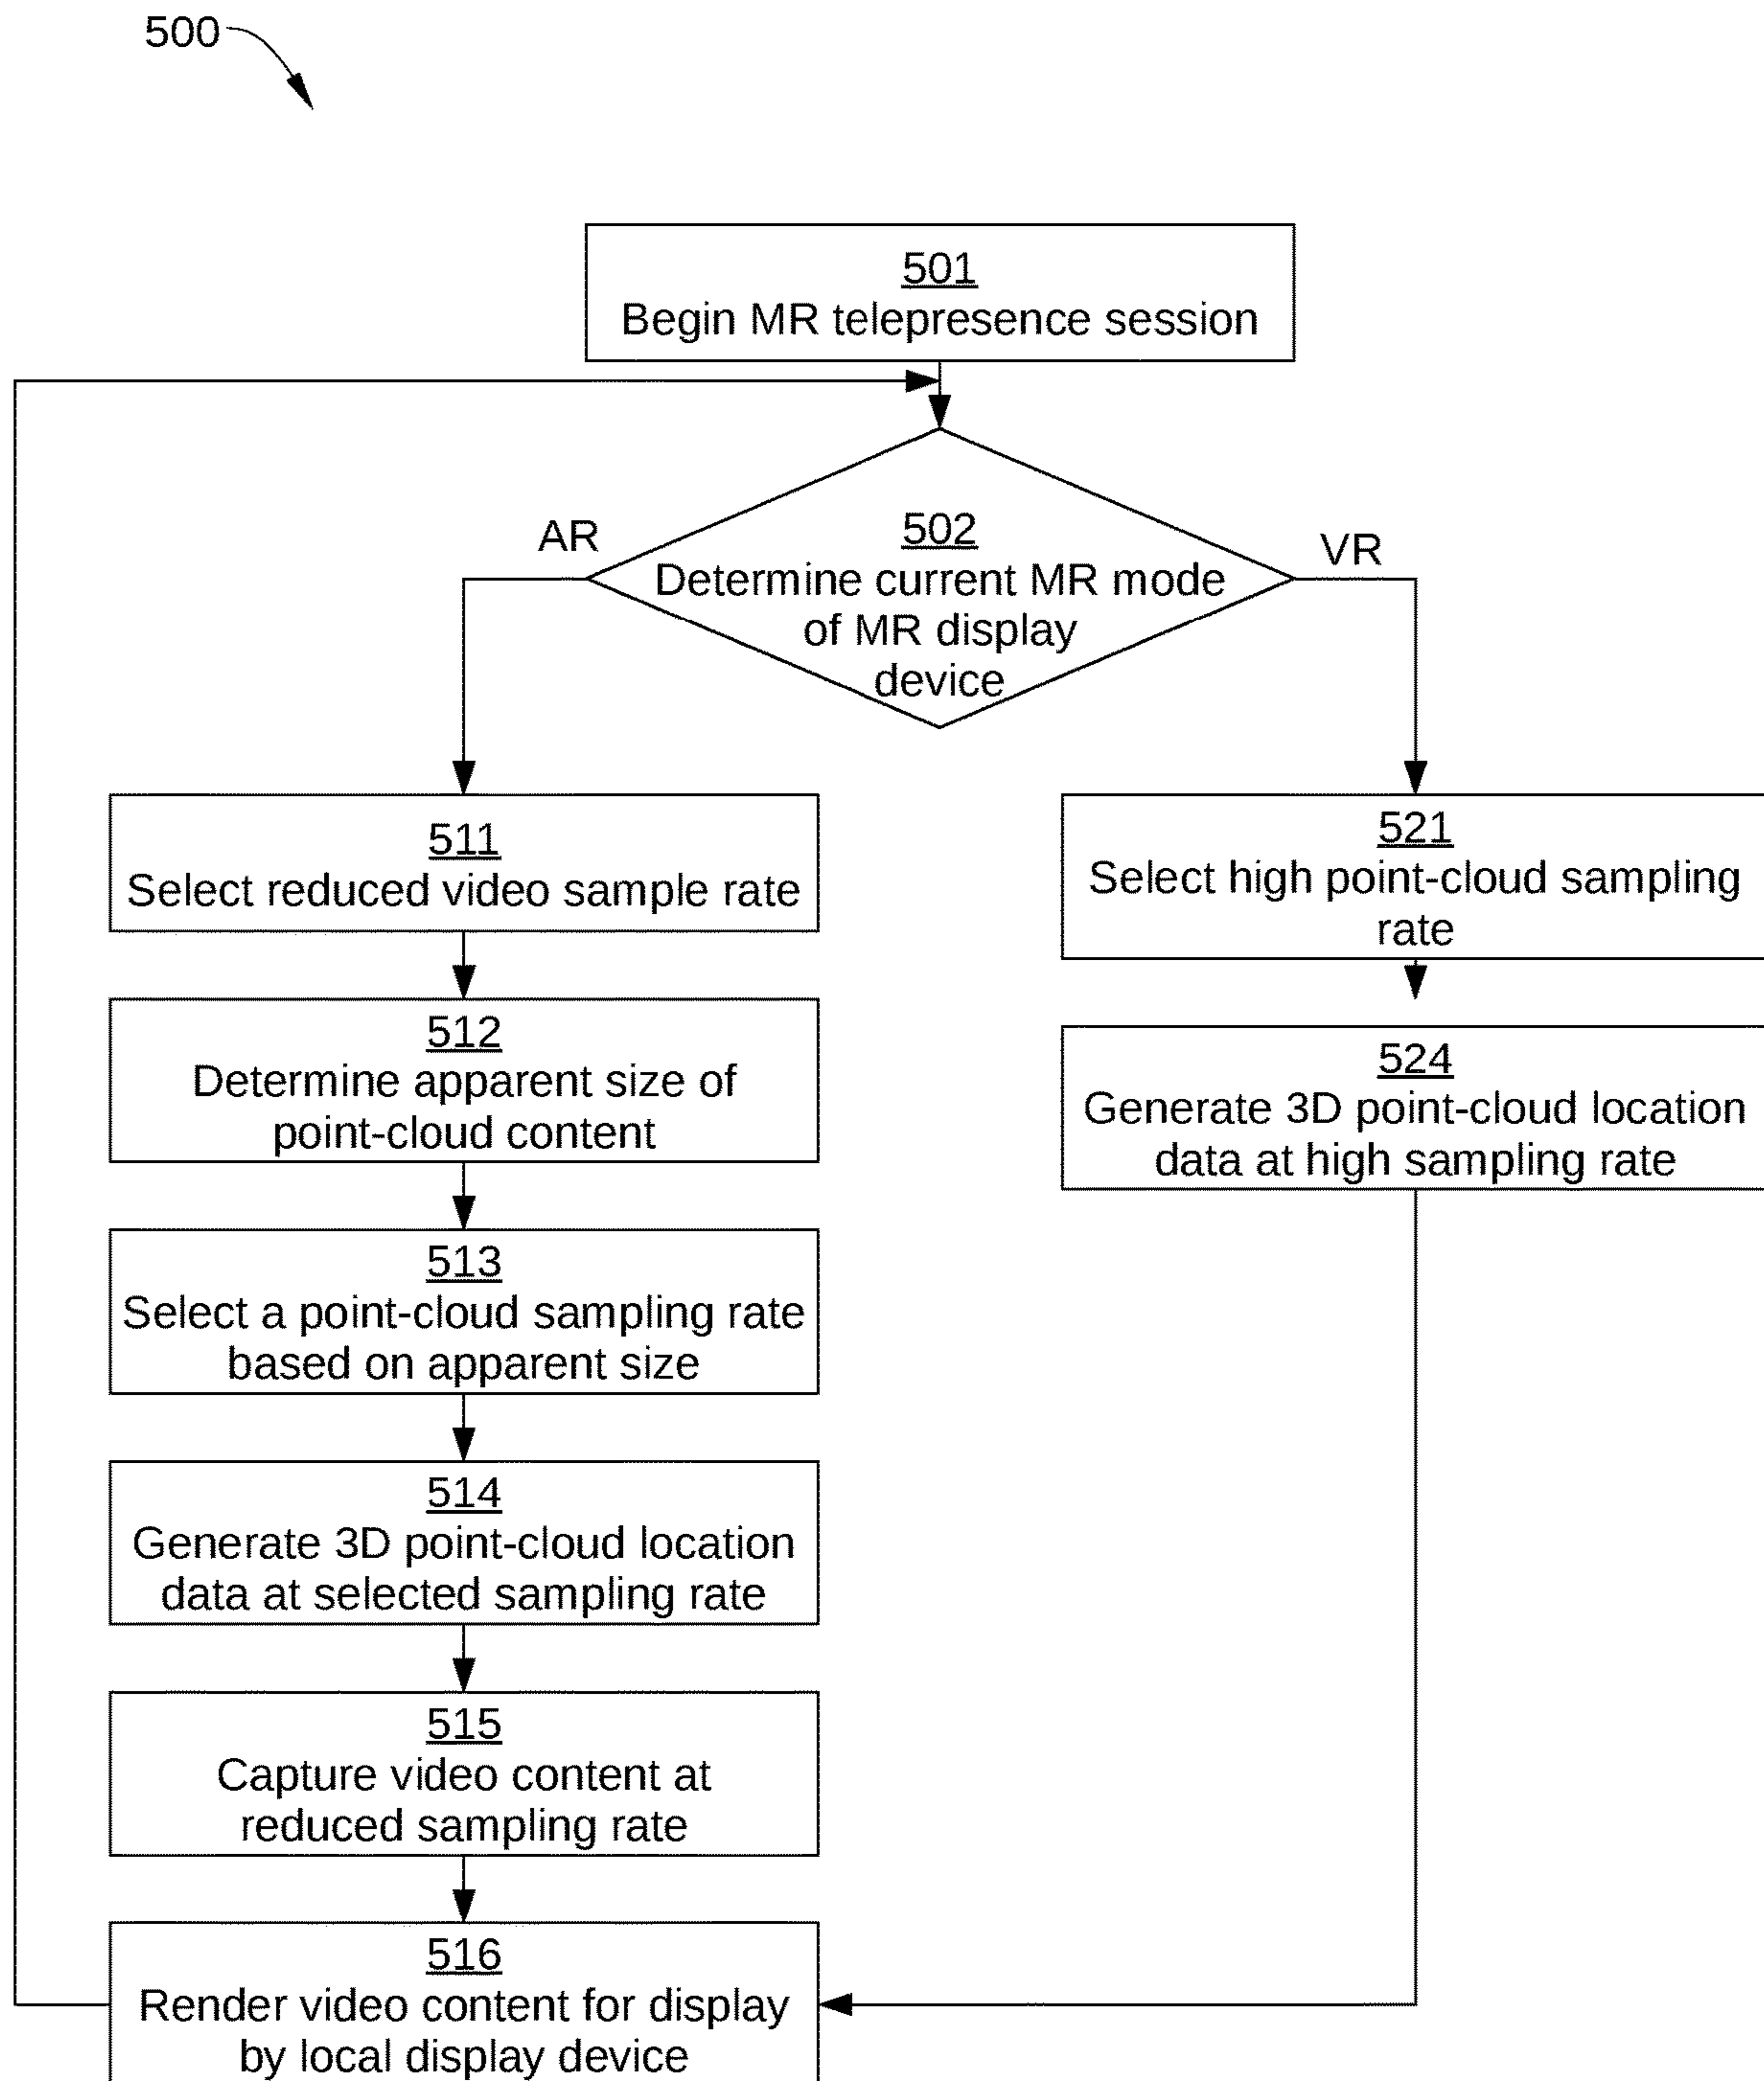 500
501
Begin MR telepresence session
502
Determine current MR mode
of MR display
device
AR
VR
511
Select reduced video sample rate
512
Determine apparent size of
point-cloud content
513
Select a point-cloud sampling rate
based on apparent size
514
Generate 3D point-cloud location
data at selected sampling rate
515
Capture video content at
reduced sampling rate
516
Render video content for display
by local display device
521
Select high point-cloud sampling
rate
524
Generate 3D point-cloud location
data at high sampling rate